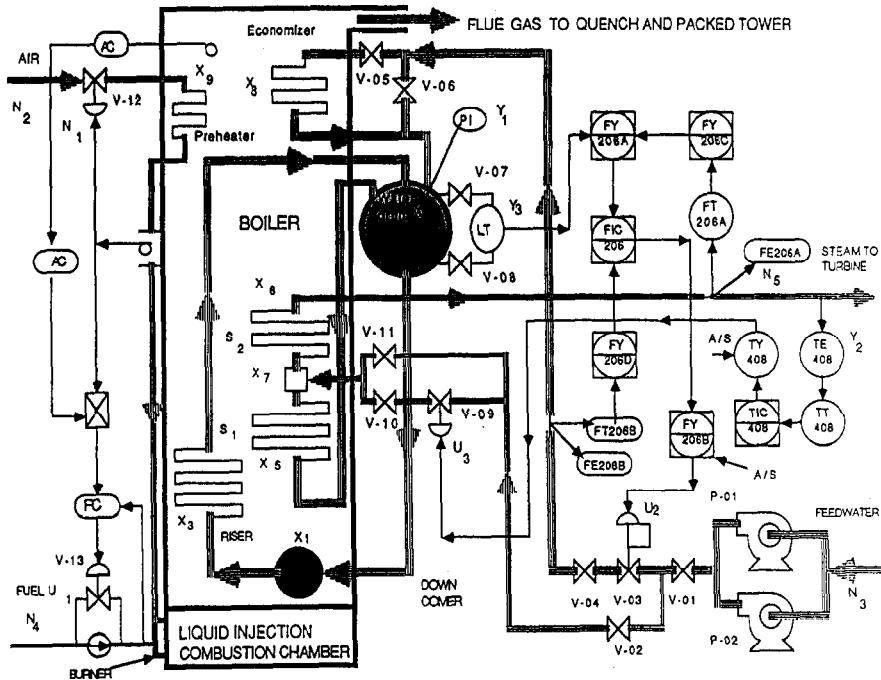 Economizer
FLUE GAS TO QUENCH AND PACKED TOWER
AC
AIR
X9
X8
V-05
V-06
N2
N1
V-12
Preheater
PI
Y1
FY 206A
FY 206C
V-07
BOILER
LT
Y3
FIC 206
FT 206A
AC
V-08
FE206A
STEAM TO TURBINE
N5
X6
S2
V-11
FY 206D
A/S
TY 408
TE 408
Y2
X7
V-10
V-09
FT206B
FY 206B
TIC 408
TT 408
S1
X5
U3
FE206B
A/S
X3
RISER
X1
U2
P-01
FC
FEEDWATER
V-13
DOWN COMER
V-04
V-03
V-01
N3
FUEL U1
N4
LIQUID INJECTION COMBUSTION CHAMBER
V-02
P-02
BURNER